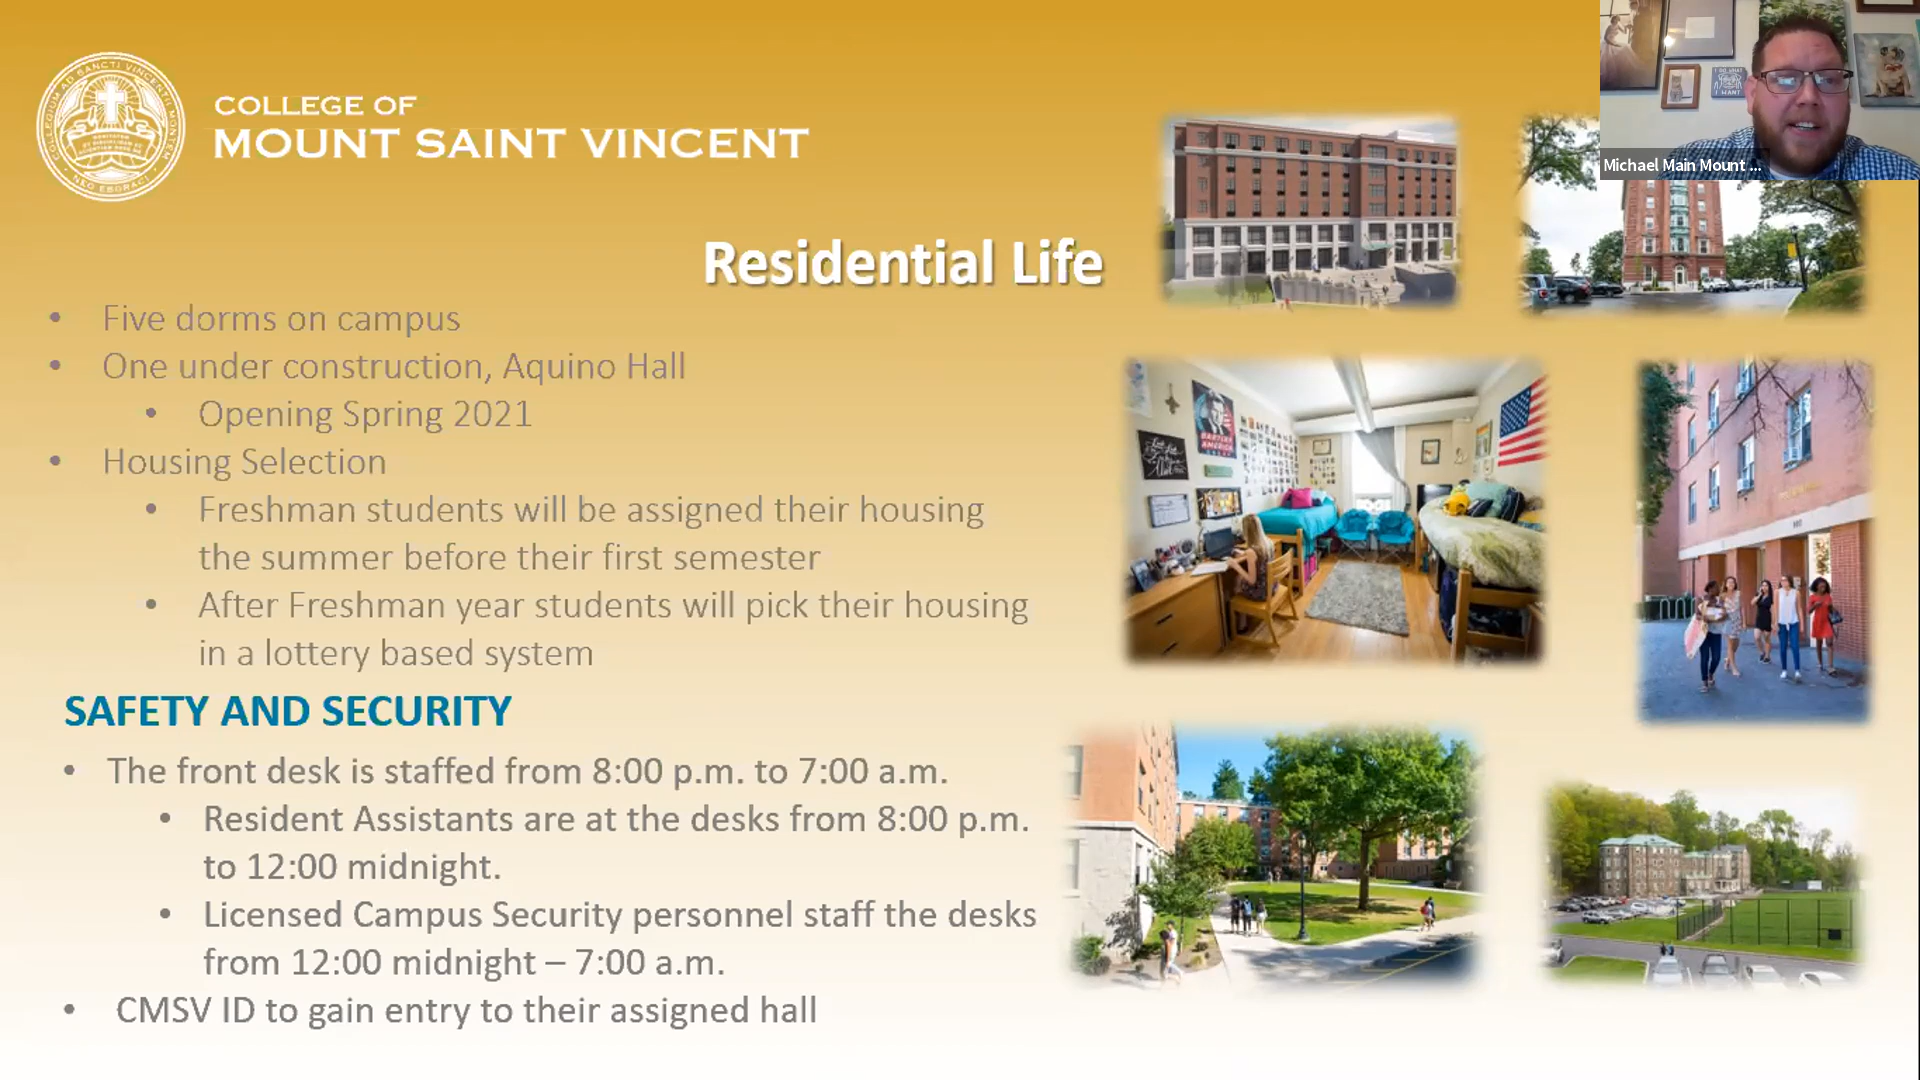 COLLEGE OF
MOUNT SAINT VINCENT
Michael Main Mount ...
Residential Life
• Five dorms on campus
• One under construction, Aquino Hall
• Opening Spring 2021
• Housing Selection
• Freshman students will be assigned their housing
the summer before their first semester
• After Freshman year students will pick their housing
in a lottery based system
SAFETY AND SECURITY
• The front desk is staffed from 8:00 p.m. to 7:00 a.m.
• Resident Assistants are at the desks from 8:00 p.m.
to 12:00 midnight.
• Licensed Campus Security personnel staff the desks
from 12:00 midnight – 7:00 a.m.
• CMSV ID to gain entry to their assigned hall